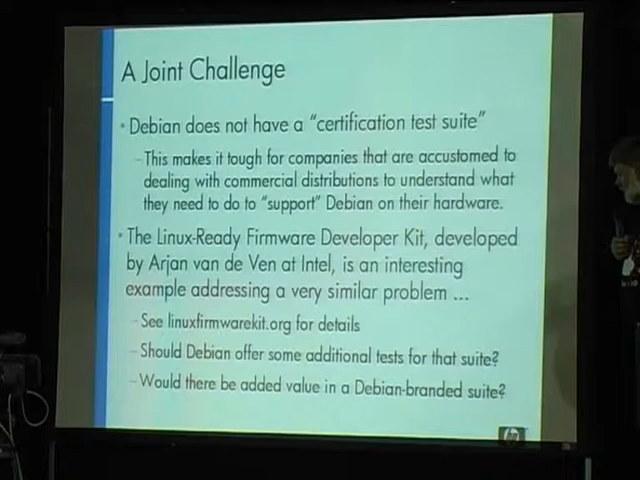 A Joint Challenge
• Debian does not have a “certification test suite”
– This makes it tough for companies that are accustomed to
dealing with commercial distributions to understand what
they need to do to “support” Debian on their hardware.
• The Linux-Ready Firmware Developer Kit, developed
by Arjan van de Ven at Intel, is an interesting
example addressing a very similar problem ...
– See linuxfirmwarekit.org for details
– Should Debian offer some additional tests for that suite?
– Would there be added value in a Debian-branded suite?
hp